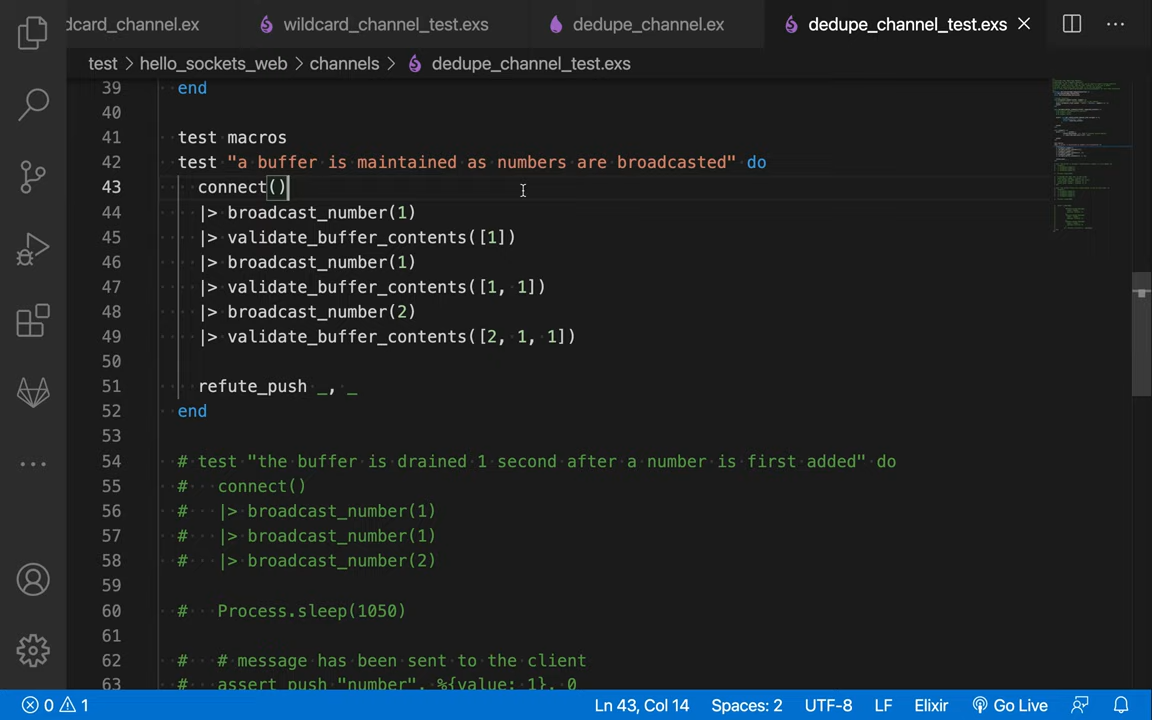 dcard_channel.ex wildcard_channel_test.exs dedupe_channel.ex dedupe_channel_test.exs
test > hello_sockets_web > channels > dedupe_channel_test.exs
39 end
40
41 test macros
42 test "a buffer is maintained as numbers are broadcasted" do
43 connect()
44 |> broadcast_number(1)
45 |> validate_buffer_contents([1])
46 |> broadcast_number(1)
47 |> validate_buffer_contents([1, 1])
48 |> broadcast_number(2)
49 |> validate_buffer_contents([2, 1, 1])
50
51 refute_push _, _
52 end
53
54 # test "the buffer is drained 1 second after a number is first added" do
55 # connect()
56 # |> broadcast_number(1)
57 # |> broadcast_number(1)
58 # |> broadcast_number(2)
59
60 # Process.sleep(1050)
61
62 # # message has been sent to the client
63 # assert_push "number", %{value: 1}, 0
0 1 Ln 43, Col 14 Spaces: 2 UTF-8 LF Elixir Go Live